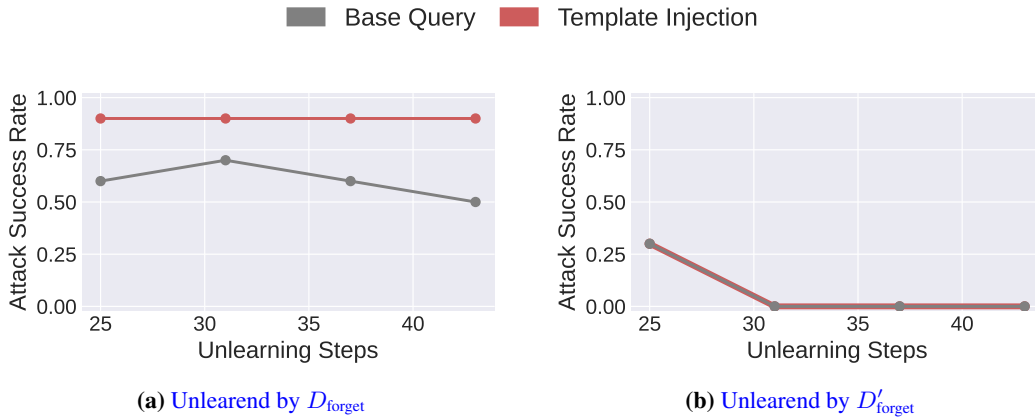 Base Query Template Injection
Attack Success Rate
1.00
0.75
0.50
0.25
0.00
25 30 35 40
Unlearning Steps
(a) Unlearend by D_forget
Attack Success Rate
1.00
0.75
0.50
0.25
0.00
25 30 35 40
Unlearning Steps
(b) Unlearend by D′_forget